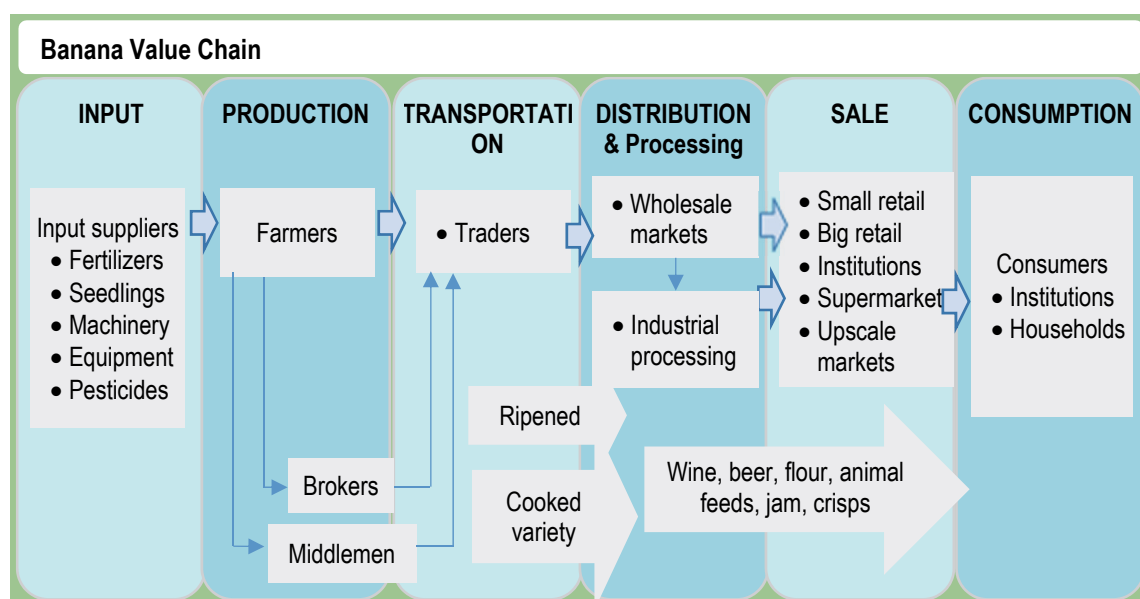 Banana Value Chain
INPUT
PRODUCTION
TRANSPORTATI
ON
DISTRIBUTION
& Processing
SALE
CONSUMPTION
Input suppliers
• Fertilizers
• Seedlings
• Machinery
• Equipment
• Pesticides
Farmers
Brokers
Middlemen
• Traders
Ripened
Cooked
variety
• Wholesale
markets
• Industrial
processing
Wine, beer, flour, animal
feeds, jam, crisps
• Small retail
• Big retail
• Institutions
• Supermarket
• Upscale
markets
Consumers
• Institutions
• Households